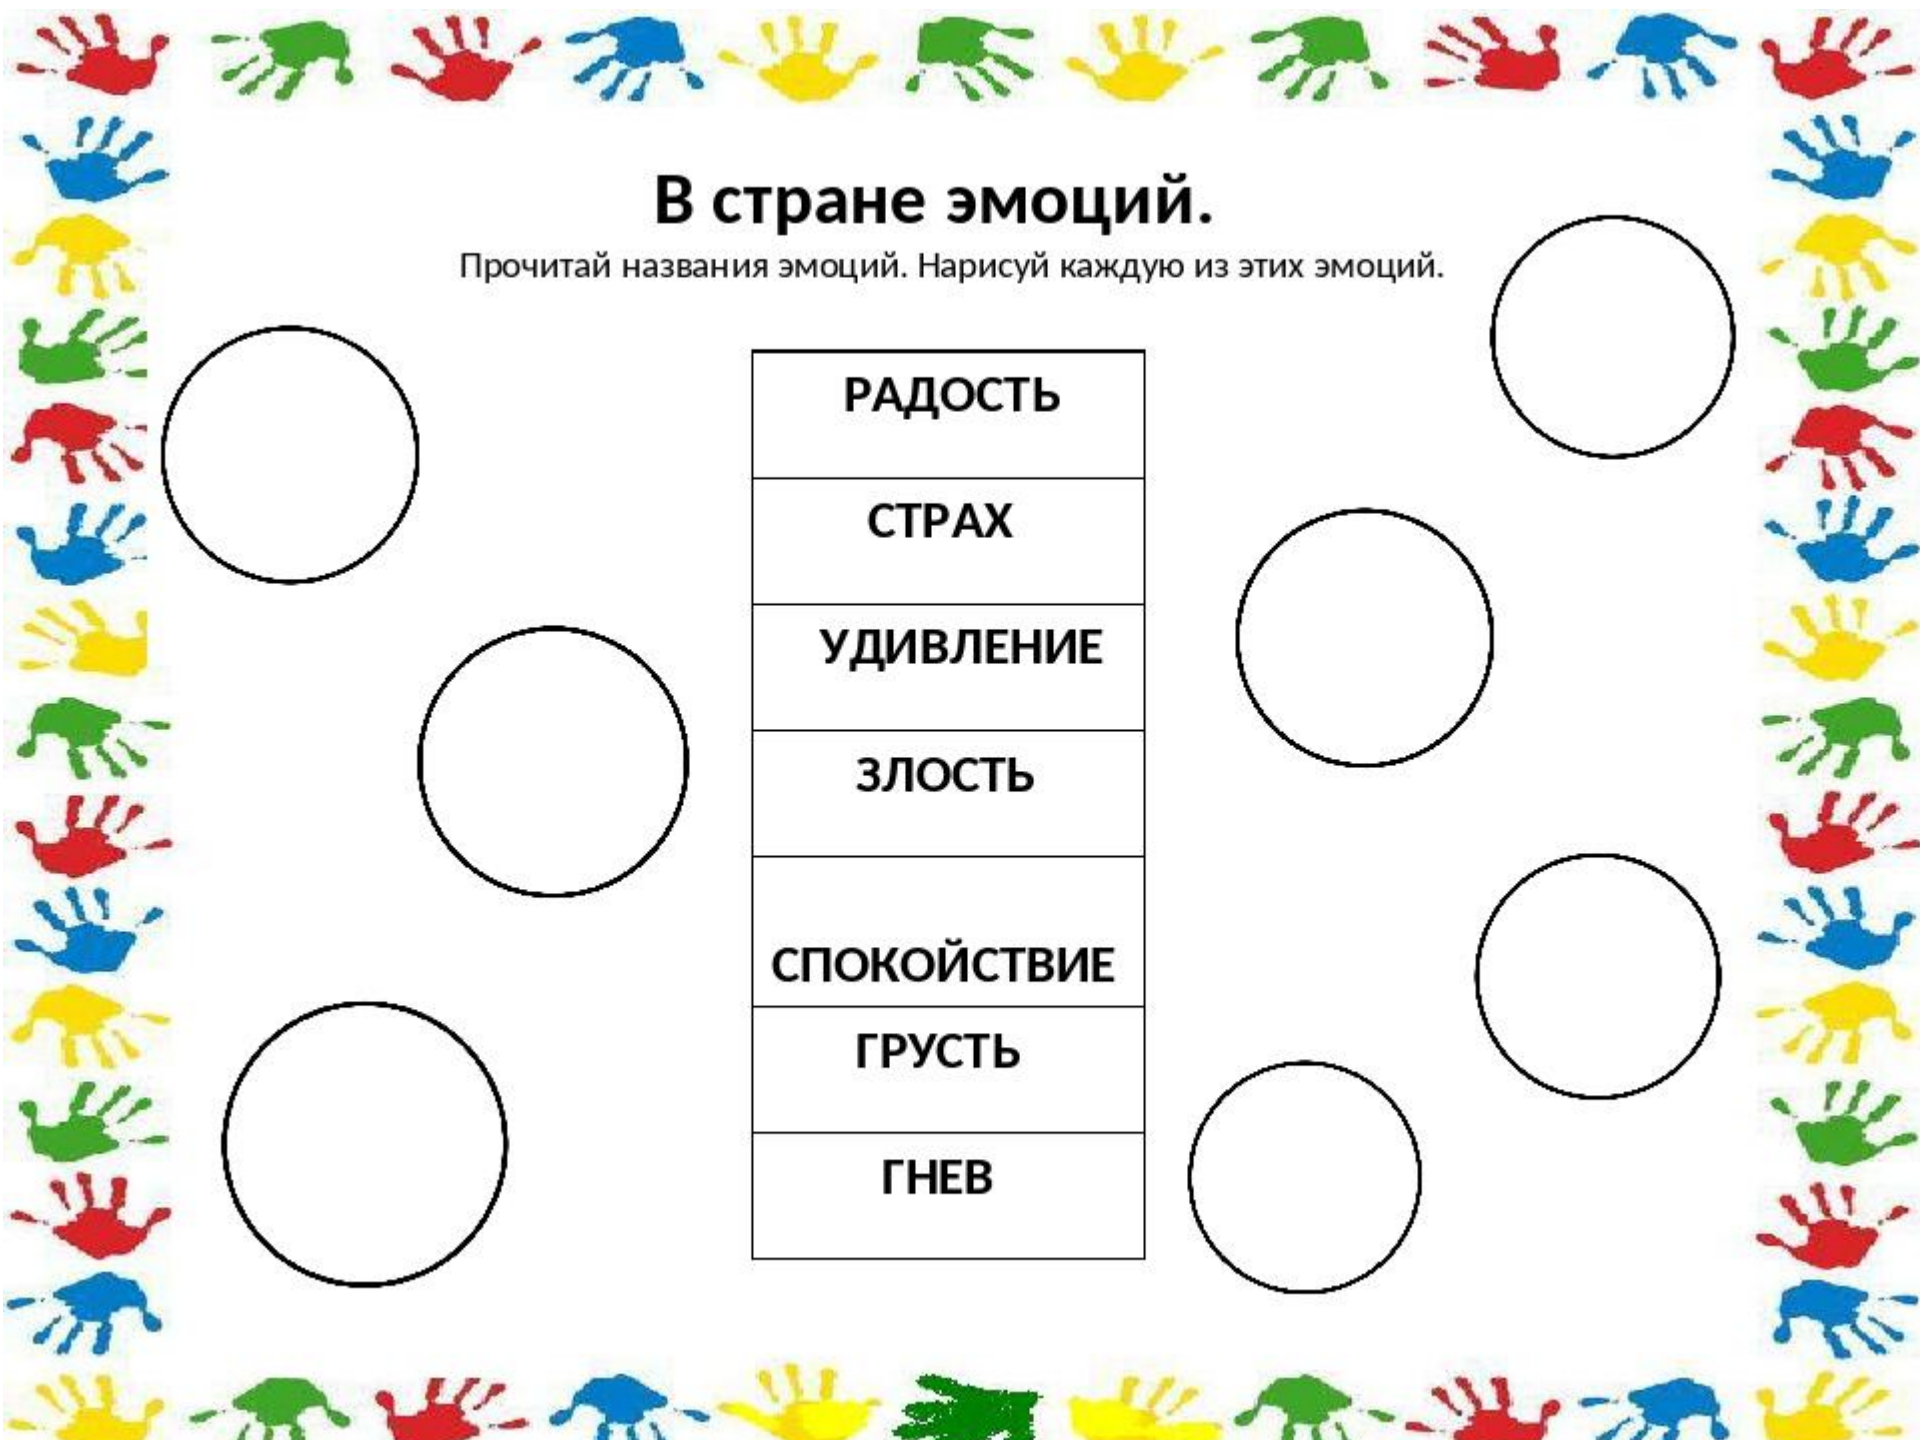 В стране эмоций.
Прочитай названия эмоций. Нарисуй каждую из этих эмоций.
РАДОСТЬ
СТРАХ
УДИВЛЕНИЕ
ЗЛОСТЬ
СПОКОЙСТВИЕ
ГРУСТЬ
ГНЕВ